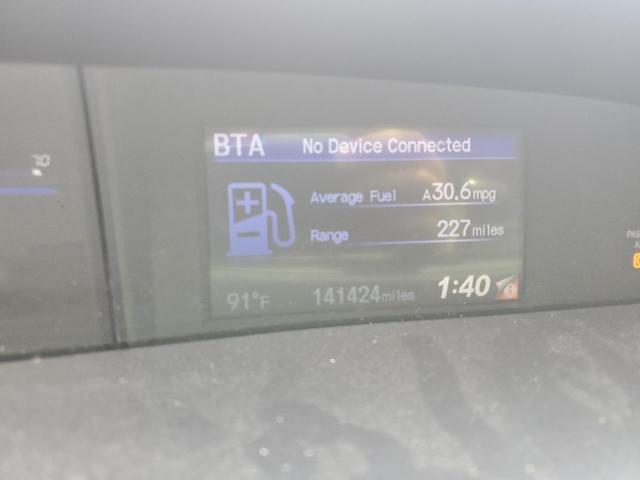 BTA No Device Connected
Average Fuel A30.6mpg
Range 227miles
91°F 141424miles 1:40